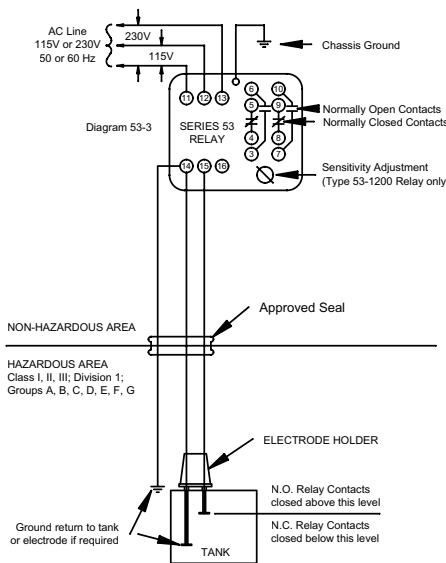 AC Line
115V or 230V
50 or 60 Hz
230V
115V
Chassis Ground
11
12
13
6
10
5
9
4
8
3
7
Normally Open Contacts
Normally Closed Contacts
Diagram 53-3
SERIES 53
RELAY
14
15
16
Sensitivity Adjustment
(Type 53-1200 Relay only
Approved Seal
NON-HAZARDOUS AREA
HAZARDOUS AREA
Class I, II, III; Division 1;
Groups A, B, C, D, E, F, G
ELECTRODE HOLDER
N.O. Relay Contacts
closed above this level
N.C. Relay Contacts
closed below this level
Ground return to tank
or electrode if required
TANK